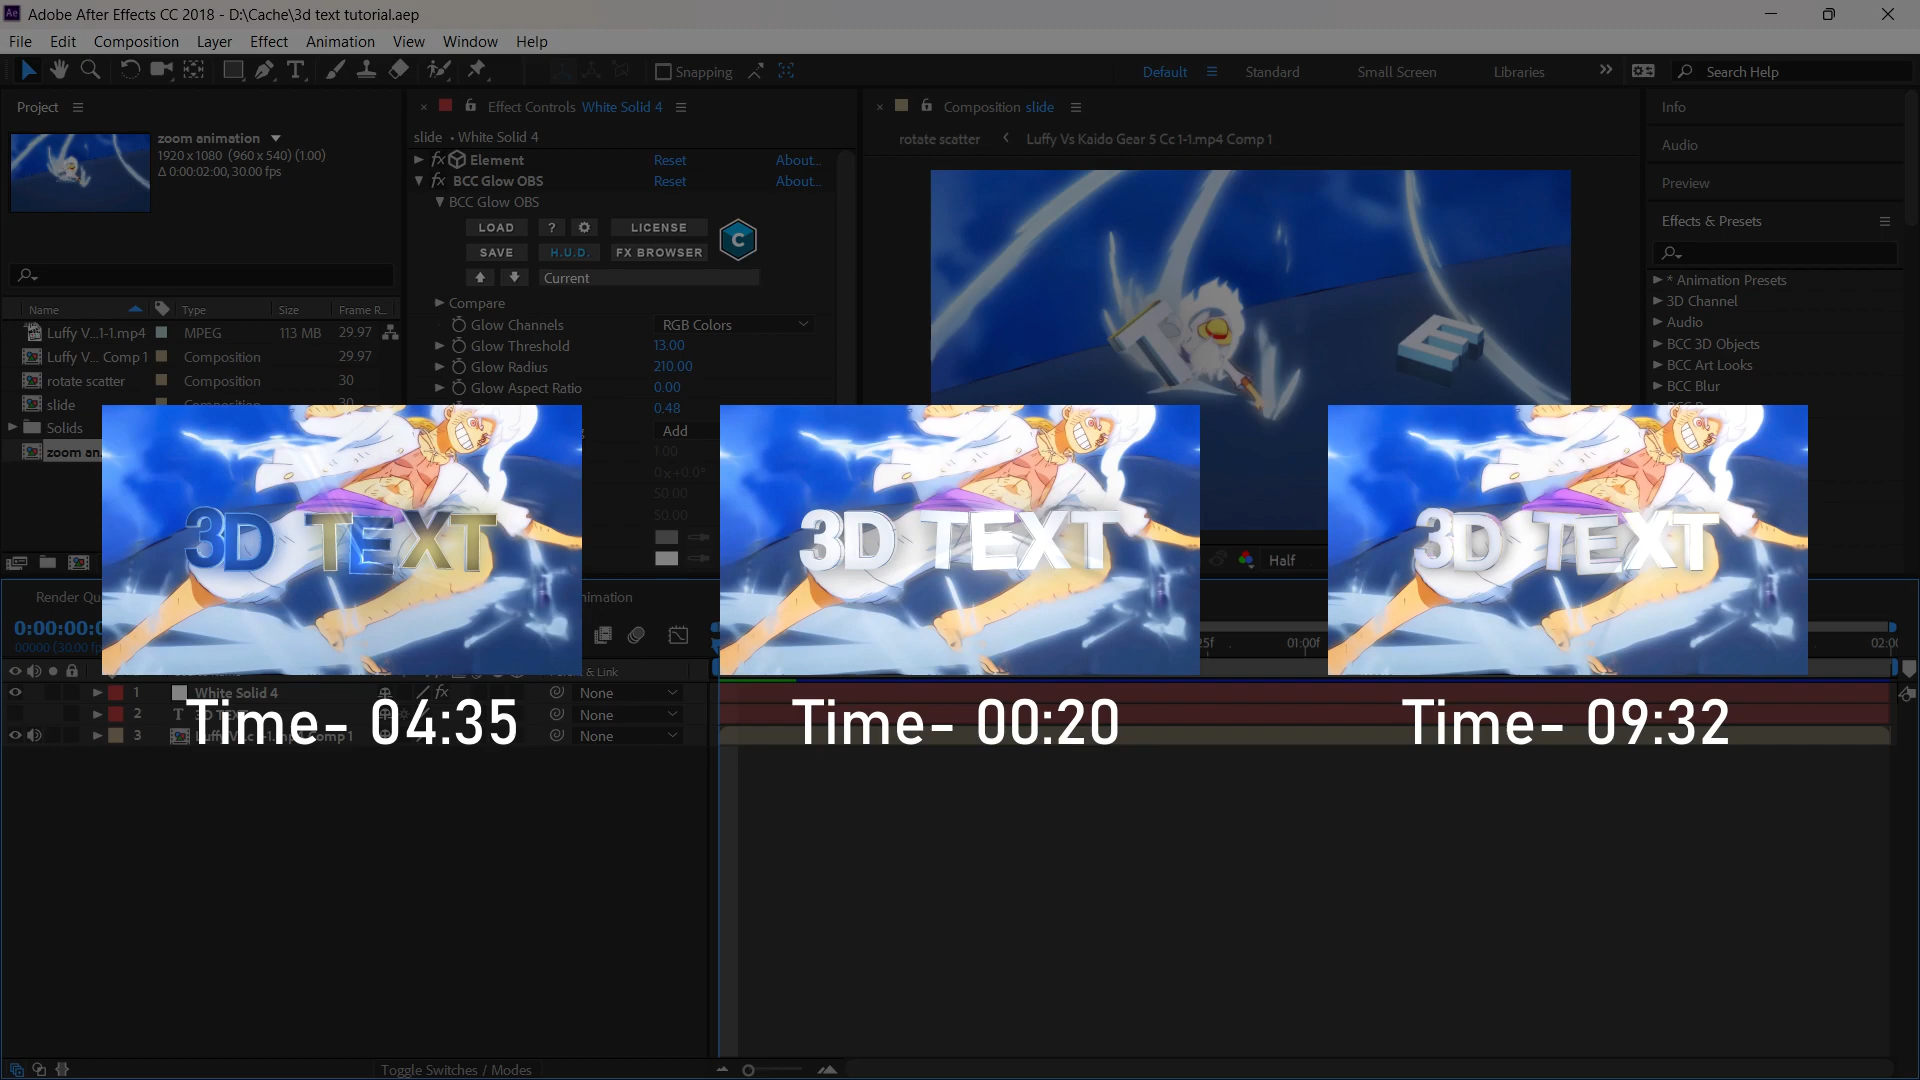 Adobe After Effects CC 2018 - D:\Cache\3d text tutorial.aep
File Edit Composition Layer Effect Animation View Window Help
Snapping Default Standard Small Screen Libraries Search Help
Project
zoom animation
1920 x 1080 (960 x 540) (1.00)
Δ 0:00:02:00, 30.00 fps
Name Type Size Frame R...
Luffy V...1-1.mp4 MPEG 113 MB 29.97
Luffy V... Comp 1 Composition 29.97
rotate scatter Composition 30
slide Composition 30
Solids
zoom an
Effect Controls White Solid 4
slide • White Solid 4
fx Element Reset About...
fx BCC Glow OBS Reset About...
BCC Glow OBS
LOAD ? LICENSE
SAVE H.U.D. FX BROWSER
C
Current
Compare
Glow Channels RGB Colors
Glow Threshold 13.00
Glow Radius 210.00
Glow Aspect Ratio 0.00
0.48
Add
1.00
0x+0.0°
50.00
50.00
Composition slide
rotate scatter Luffy Vs Kaido Gear 5 Cc 1-1.mp4 Comp 1
T E
Half
Info
Audio
Preview
Effects & Presets
* Animation Presets
3D Channel
Audio
BCC 3D Objects
BCC Art Looks
BCC Blur
3D TEXT
3D TEXT
3D TEXT
Time- 04:35
Time- 00:20
Time- 09:32
Render Qu
0:00:00:0
00000 (30.00 fp
nimation
5f 01:00f 02:00
& Link
1 White Solid 4 fx None
2 T 3D TEXT None
3 None
Toggle Switches / Modes